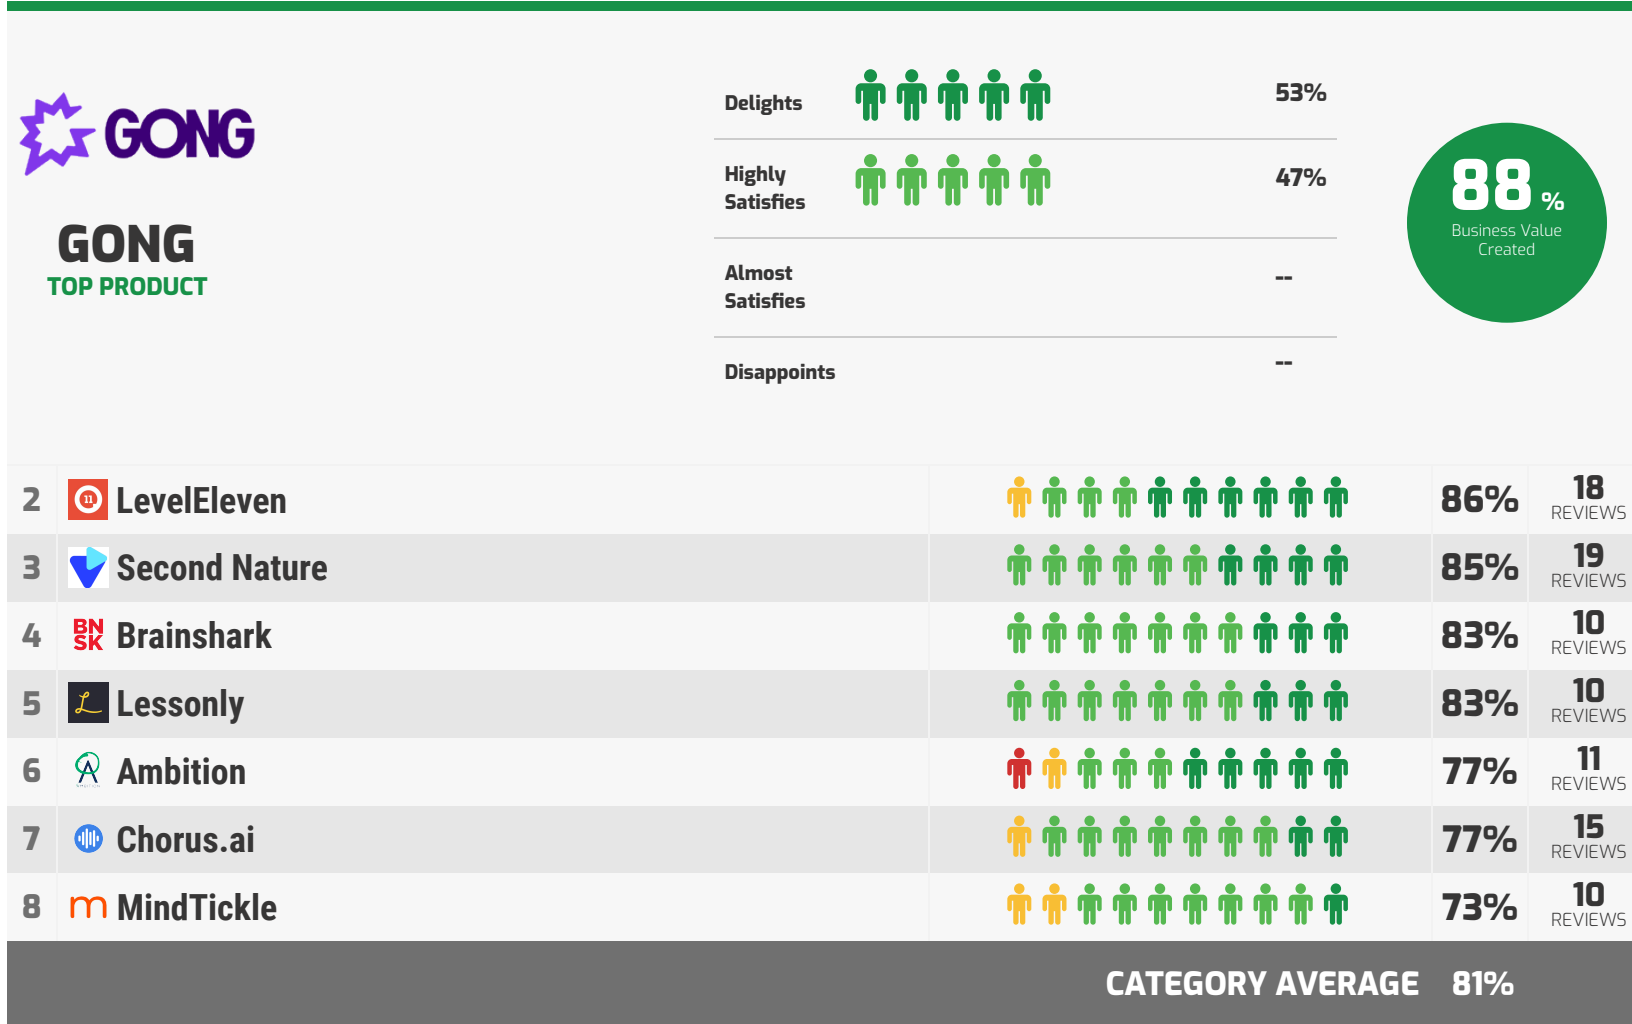 GONG
GONG
TOP PRODUCT
Delights 53%
Highly
Satisfies 47%
Almost
Satisfies --
Disappoints --
88 %
Business Value
Created
2 11 LevelEleven 86% 18 REVIEWS
3 Second Nature 85% 19 REVIEWS
4 BN SK Brainshark 83% 10 REVIEWS
5 L Lessonly 83% 10 REVIEWS
6 AMBITION Ambition 77% 11 REVIEWS
7 Chorus.ai 77% 15 REVIEWS
8 m MindTickle 73% 10 REVIEWS
CATEGORY AVERAGE 81%